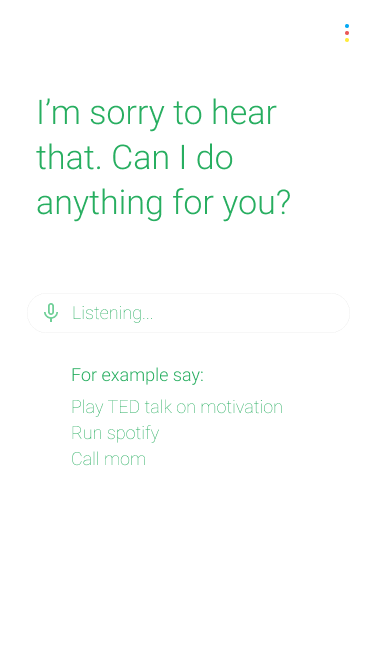 I’m sorry to hear
that. Can I do
anything for you?
Listening...
For example say:
Play TED talk on motivation
Run spotify
Call mom